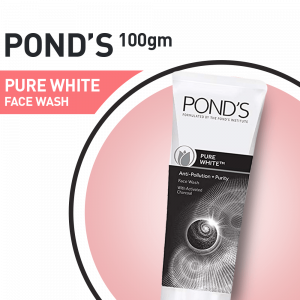 POND'S 100gm
PURE WHITE
FACE WASH
POND'S
FORMULATED BY THE POND'S INSTITUTE
PURE
WHITE™
Anti-Pollution + Purity
Face Wash
With Activated
Charcoal